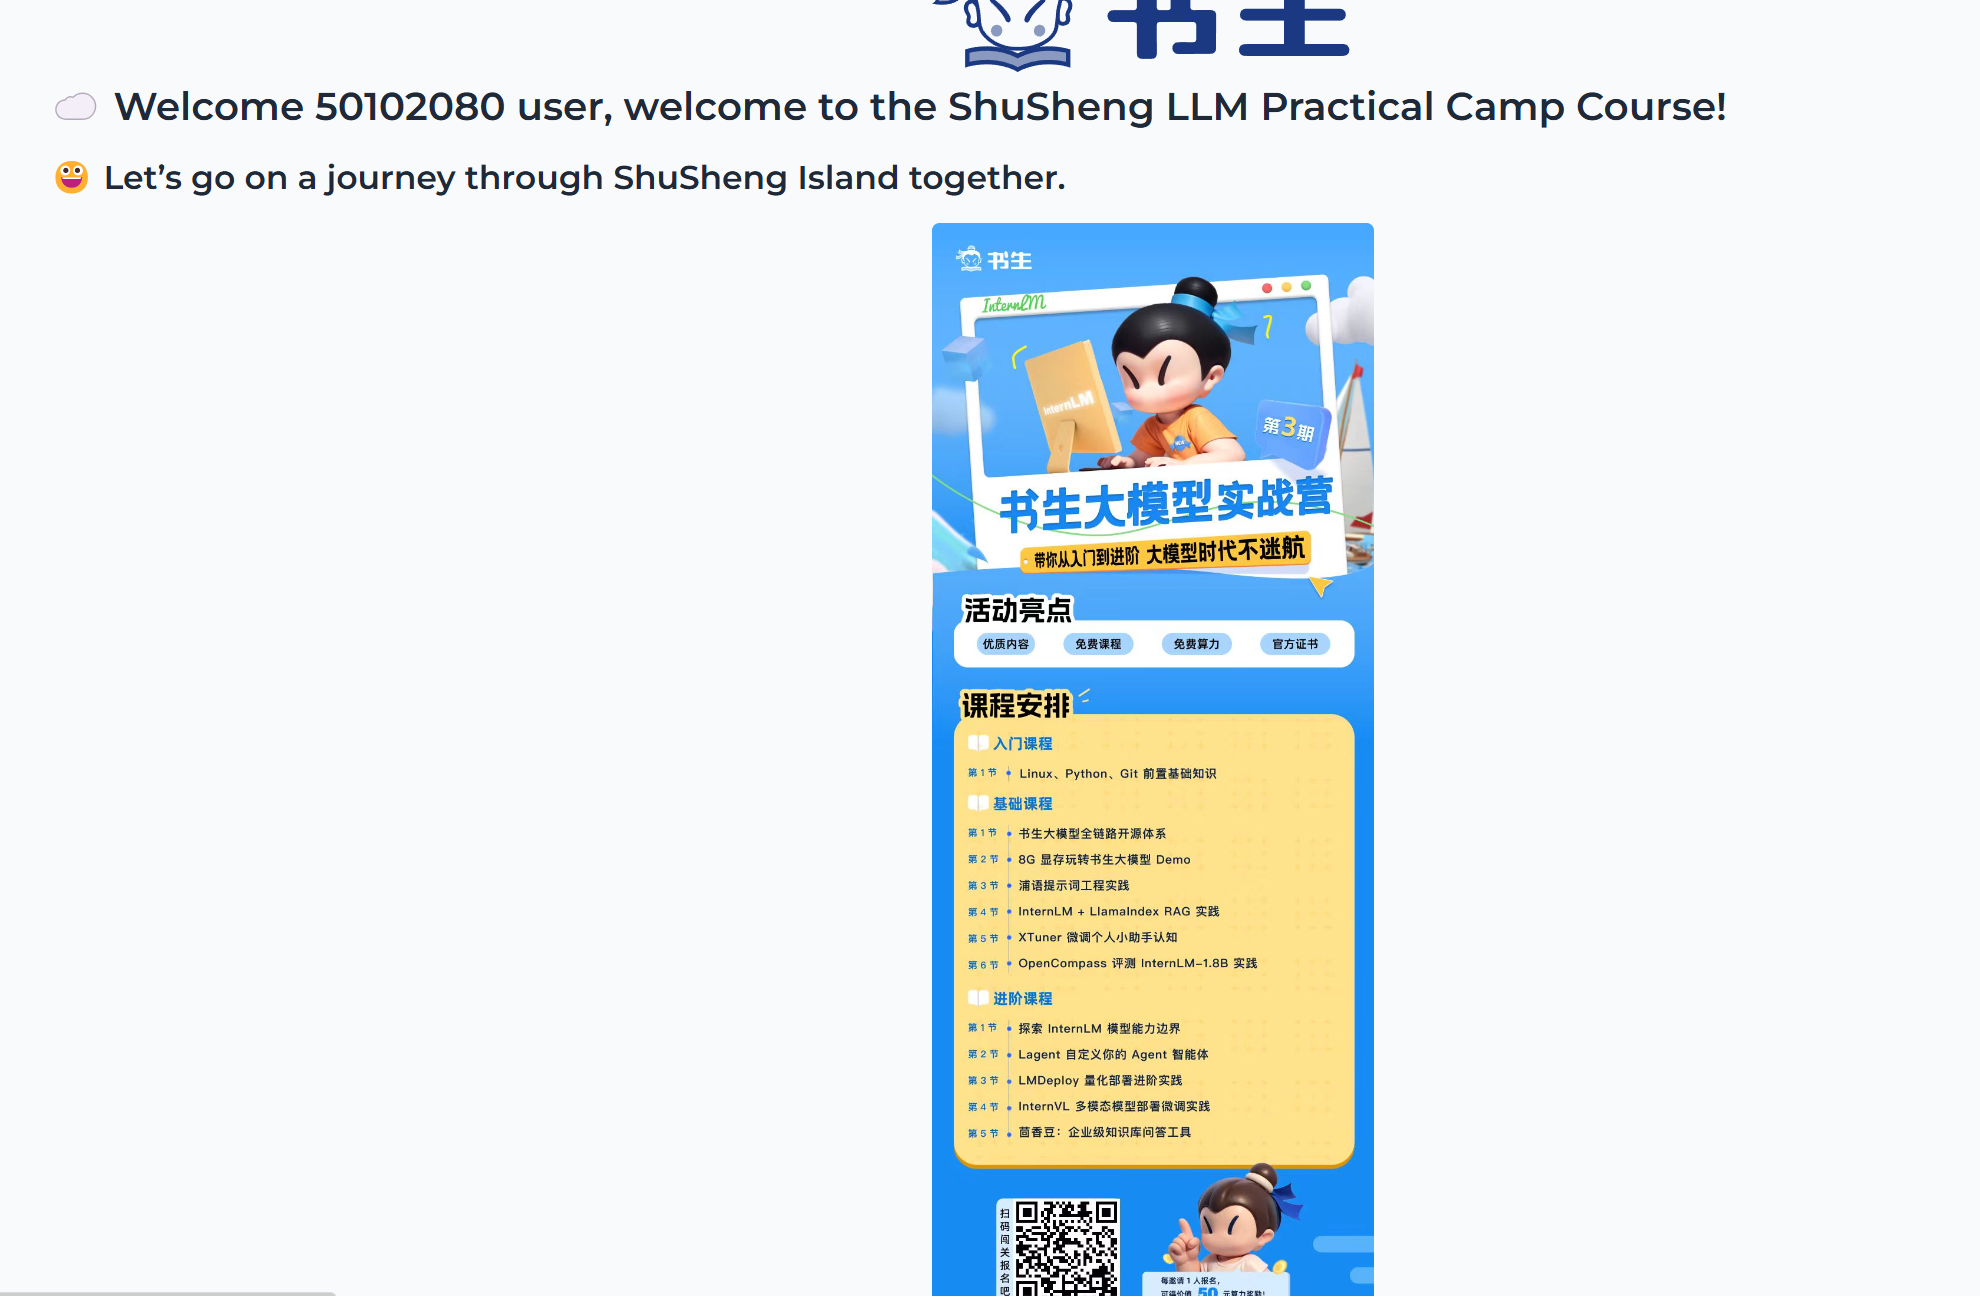 书生
Welcome 50102080 user, welcome to the ShuSheng LLM Practical Camp Course!
Let’s go on a journey through ShuSheng Island together.
书生
InternLM
InternLM
第3期
书生大模型实战营
带你从入门到进阶 大模型时代不迷航
活动亮点
优质内容 免费课程 免费算力 官方证书
课程安排
入门课程
第1节 Linux、Python、Git 前置基础知识
基础课程
第1节 书生大模型全链路开源体系
第2节 8G 显存玩转书生大模型 Demo
第3节 浦语提示词工程实践
第4节 InternLM + LlamaIndex RAG 实践
第5节 XTuner 微调个人小助手认知
第6节 OpenCompass 评测 InternLM-1.8B 实践
进阶课程
第1节 探索 InternLM 模型能力边界
第2节 Lagent 自定义你的 Agent 智能体
第3节 LMDeploy 量化部署进阶实践
第4节 InternVL 多模态模型部署微调实践
第5节 茴香豆：企业级知识库问答工具
扫码闯关报名吧
每邀请1人报名，
可得价值 50 元算力奖励！